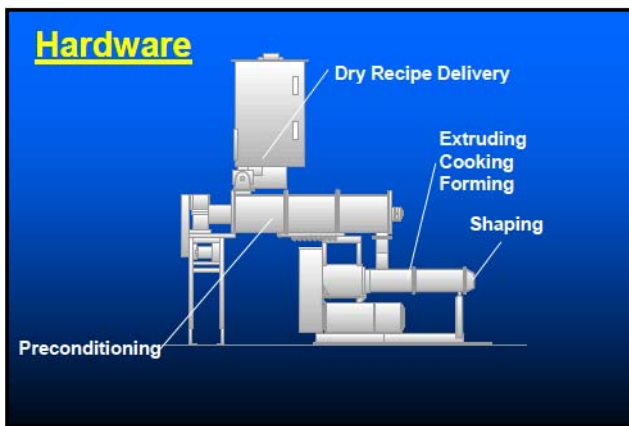 Hardware
Dry Recipe Delivery
Extruding
Cooking
Forming
Shaping
Preconditioning